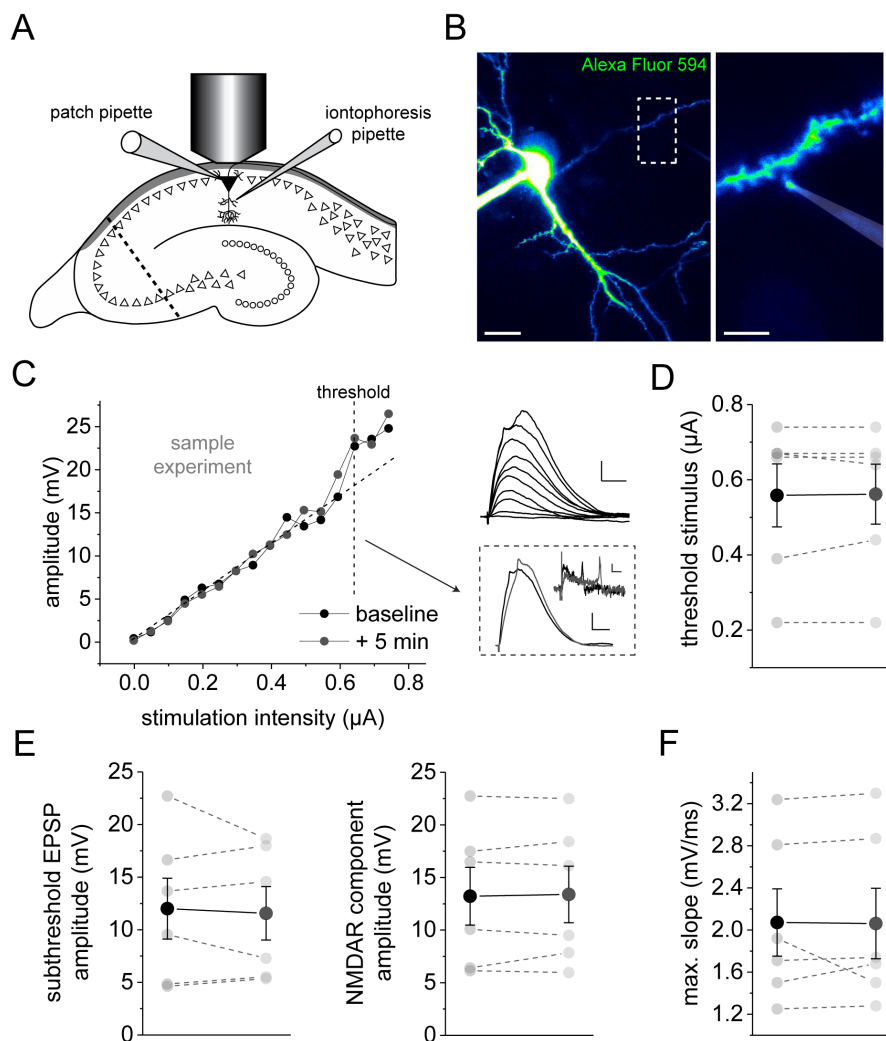 A
patch pipette
iontophoresis
pipette
B
Alexa Fluor 594
C
threshold
sample
experiment
amplitude (mV)
25
20
15
10
5
0
baseline
+ 5 min
0.0
0.2
0.4
0.6
0.8
stimulation intensity (µA)
D
threshold stimulus (µA)
0.8
0.6
0.4
0.2
E
subthreshold EPSP
amplitude (mV)
25
20
15
10
5
0
NMDAR component
amplitude (mV)
25
20
15
10
5
0
F
max. slope (mV/ms)
3.2
2.8
2.4
2.0
1.6
1.2